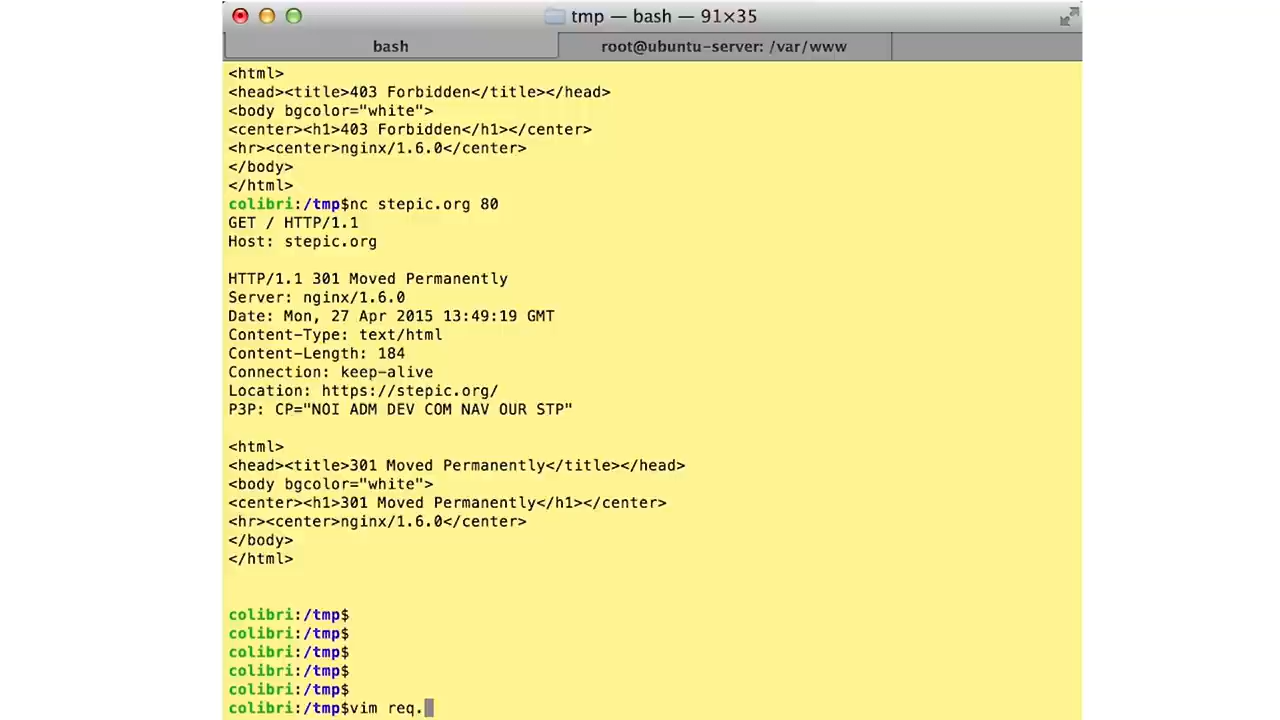 tmp — bash — 91×35
bash
root@ubuntu-server: /var/www
<html>
<head><title>403 Forbidden</title></head>
<body bgcolor="white">
<center><h1>403 Forbidden</h1></center>
<hr><center>nginx/1.6.0</center>
</body>
</html>
colibri:/tmp$nc stepic.org 80
GET / HTTP/1.1
Host: stepic.org

HTTP/1.1 301 Moved Permanently
Server: nginx/1.6.0
Date: Mon, 27 Apr 2015 13:49:19 GMT
Content-Type: text/html
Content-Length: 184
Connection: keep-alive
Location: https://stepic.org/
P3P: CP="NOI ADM DEV COM NAV OUR STP"

<html>
<head><title>301 Moved Permanently</title></head>
<body bgcolor="white">
<center><h1>301 Moved Permanently</h1></center>
<hr><center>nginx/1.6.0</center>
</body>
</html>

colibri:/tmp$
colibri:/tmp$
colibri:/tmp$
colibri:/tmp$
colibri:/tmp$
colibri:/tmp$vim req.